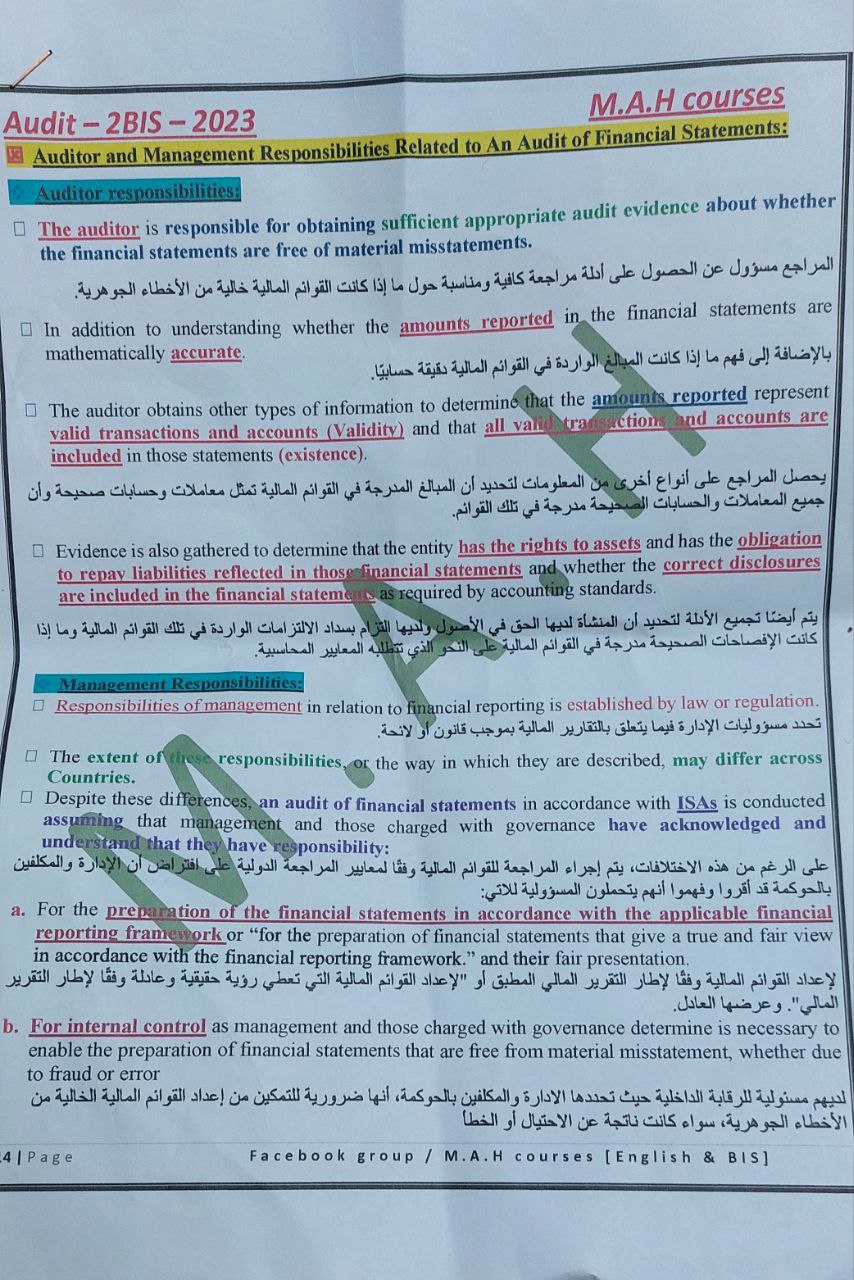 Audit – 2BIS – 2023
M.A.H courses
Auditor and Management Responsibilities Related to An Audit of Financial Statements:
Auditor responsibilities:
The auditor is responsible for obtaining sufficient appropriate audit evidence about whether
the financial statements are free of material misstatements.
المراجع مسؤول عن الحصول على أدلة مراجعة كافية ومناسبة حول ما إذا كانت القوائم المالية خالية من الأخطاء الجوهرية.
In addition to understanding whether the amounts reported in the financial statements are
mathematically accurate.
بالإضافة إلى فهم ما إذا كانت المبالغ الواردة في القوائم المالية دقيقة حسابيًا.
The auditor obtains other types of information to determine that the amounts reported represent
valid transactions and accounts (Validity) and that all valid transactions and accounts are
included in those statements (existence).
يحصل المراجع على أنواع أخرى من المعلومات لتحديد أن المبالغ المدرجة في القوائم المالية تمثل معاملات وحسابات صحيحة وأن
جميع المعاملات والحسابات الصحيحة مدرجة في تلك القوائم.
Evidence is also gathered to determine that the entity has the rights to assets and has the obligation
to repay liabilities reflected in those financial statements and whether the correct disclosures
are included in the financial statements as required by accounting standards.
يتم أيضًا تجميع الأدلة لتحديد أن المنشأة لديها الحق في الأصول ولديها التزام بسداد الالتزامات الواردة في تلك القوائم المالية وما إذا
كانت الإفصاحات الصحيحة مدرجة في القوائم المالية على النحو الذي تتطلبه المعايير المحاسبية.
Management Responsibilities:
Responsibilities of management in relation to financial reporting is established by law or regulation.
تحدد مسؤوليات الإدارة فيما يتعلق بالتقارير المالية بموجب قانون أو لائحة.
The extent of these responsibilities, or the way in which they are described, may differ across
Countries.
Despite these differences, an audit of financial statements in accordance with ISAs is conducted
assuming that management and those charged with governance have acknowledged and
understand that they have responsibility:
على الرغم من هذه الاختلافات، يتم إجراء المراجعة للقوائم المالية وفقًا لمعايير المراجعة الدولية على افتراض أن الإدارة والمكلفين
بالحوكمة قد أقروا وفهموا أنهم يتحملون المسؤولية للاتي:
a. For the preparation of the financial statements in accordance with the applicable financial
reporting framework or “for the preparation of financial statements that give a true and fair view
in accordance with the financial reporting framework.” and their fair presentation.
لإعداد القوائم المالية وفقًا لإطار التقرير المالي المطبق أو "لإعداد القوائم المالية التي تعطي رؤية حقيقية وعادلة وفقًا لإطار التقرير
المالي". وعرضها العادل.
b. For internal control as management and those charged with governance determine is necessary to
enable the preparation of financial statements that are free from material misstatement, whether due
to fraud or error
لديهم مسئولية للرقابة الداخلية حيث تحددها الادارة والمكلفين بالحوكمة، أنها ضرورية للتمكين من إعداد القوائم المالية الخالية من
الأخطاء الجوهرية، سواء كانت ناتجة عن الاحتيال أو الخطأ
4 | Page
Facebook group / M.A.H courses [English & BIS]
M.A.H